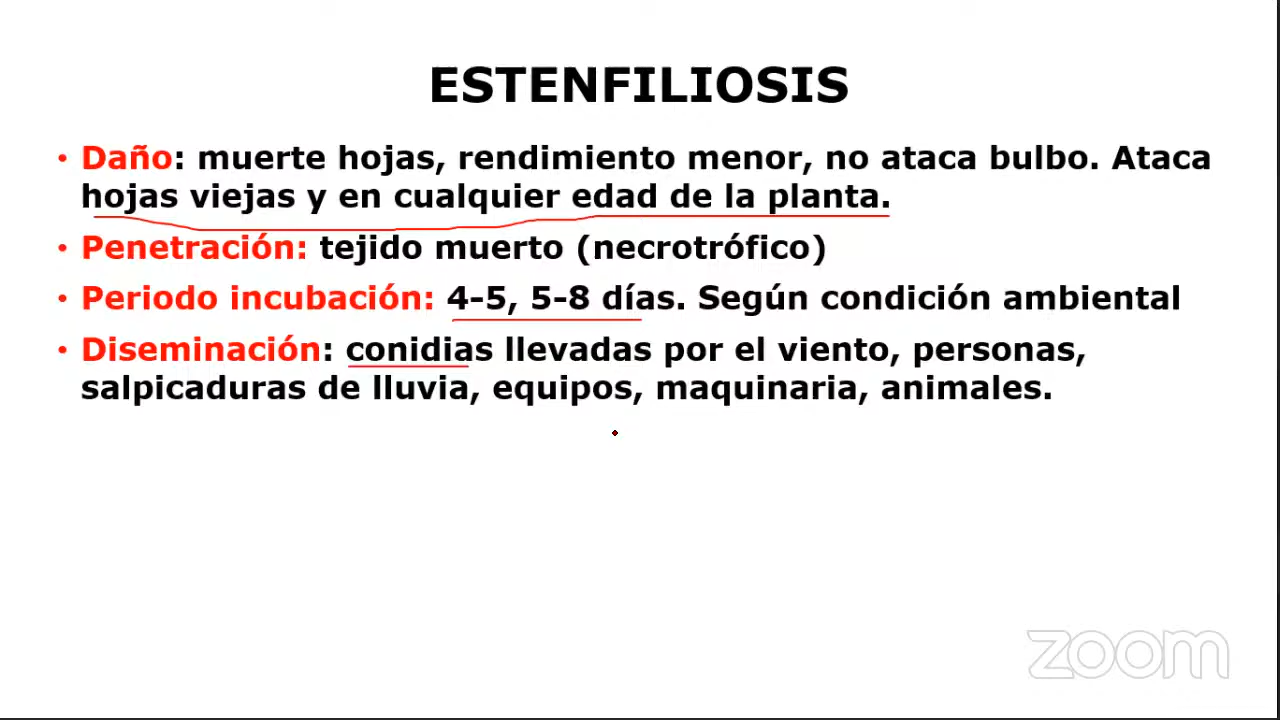 ESTENFILIOSIS
• Daño: muerte hojas, rendimiento menor, no ataca bulbo. Ataca
hojas viejas y en cualquier edad de la planta.
• Penetración: tejido muerto (necrotrófico)
• Periodo incubación: 4-5, 5-8 días. Según condición ambiental
• Diseminación: conidias llevadas por el viento, personas,
salpicaduras de lluvia, equipos, maquinaria, animales.
zoom